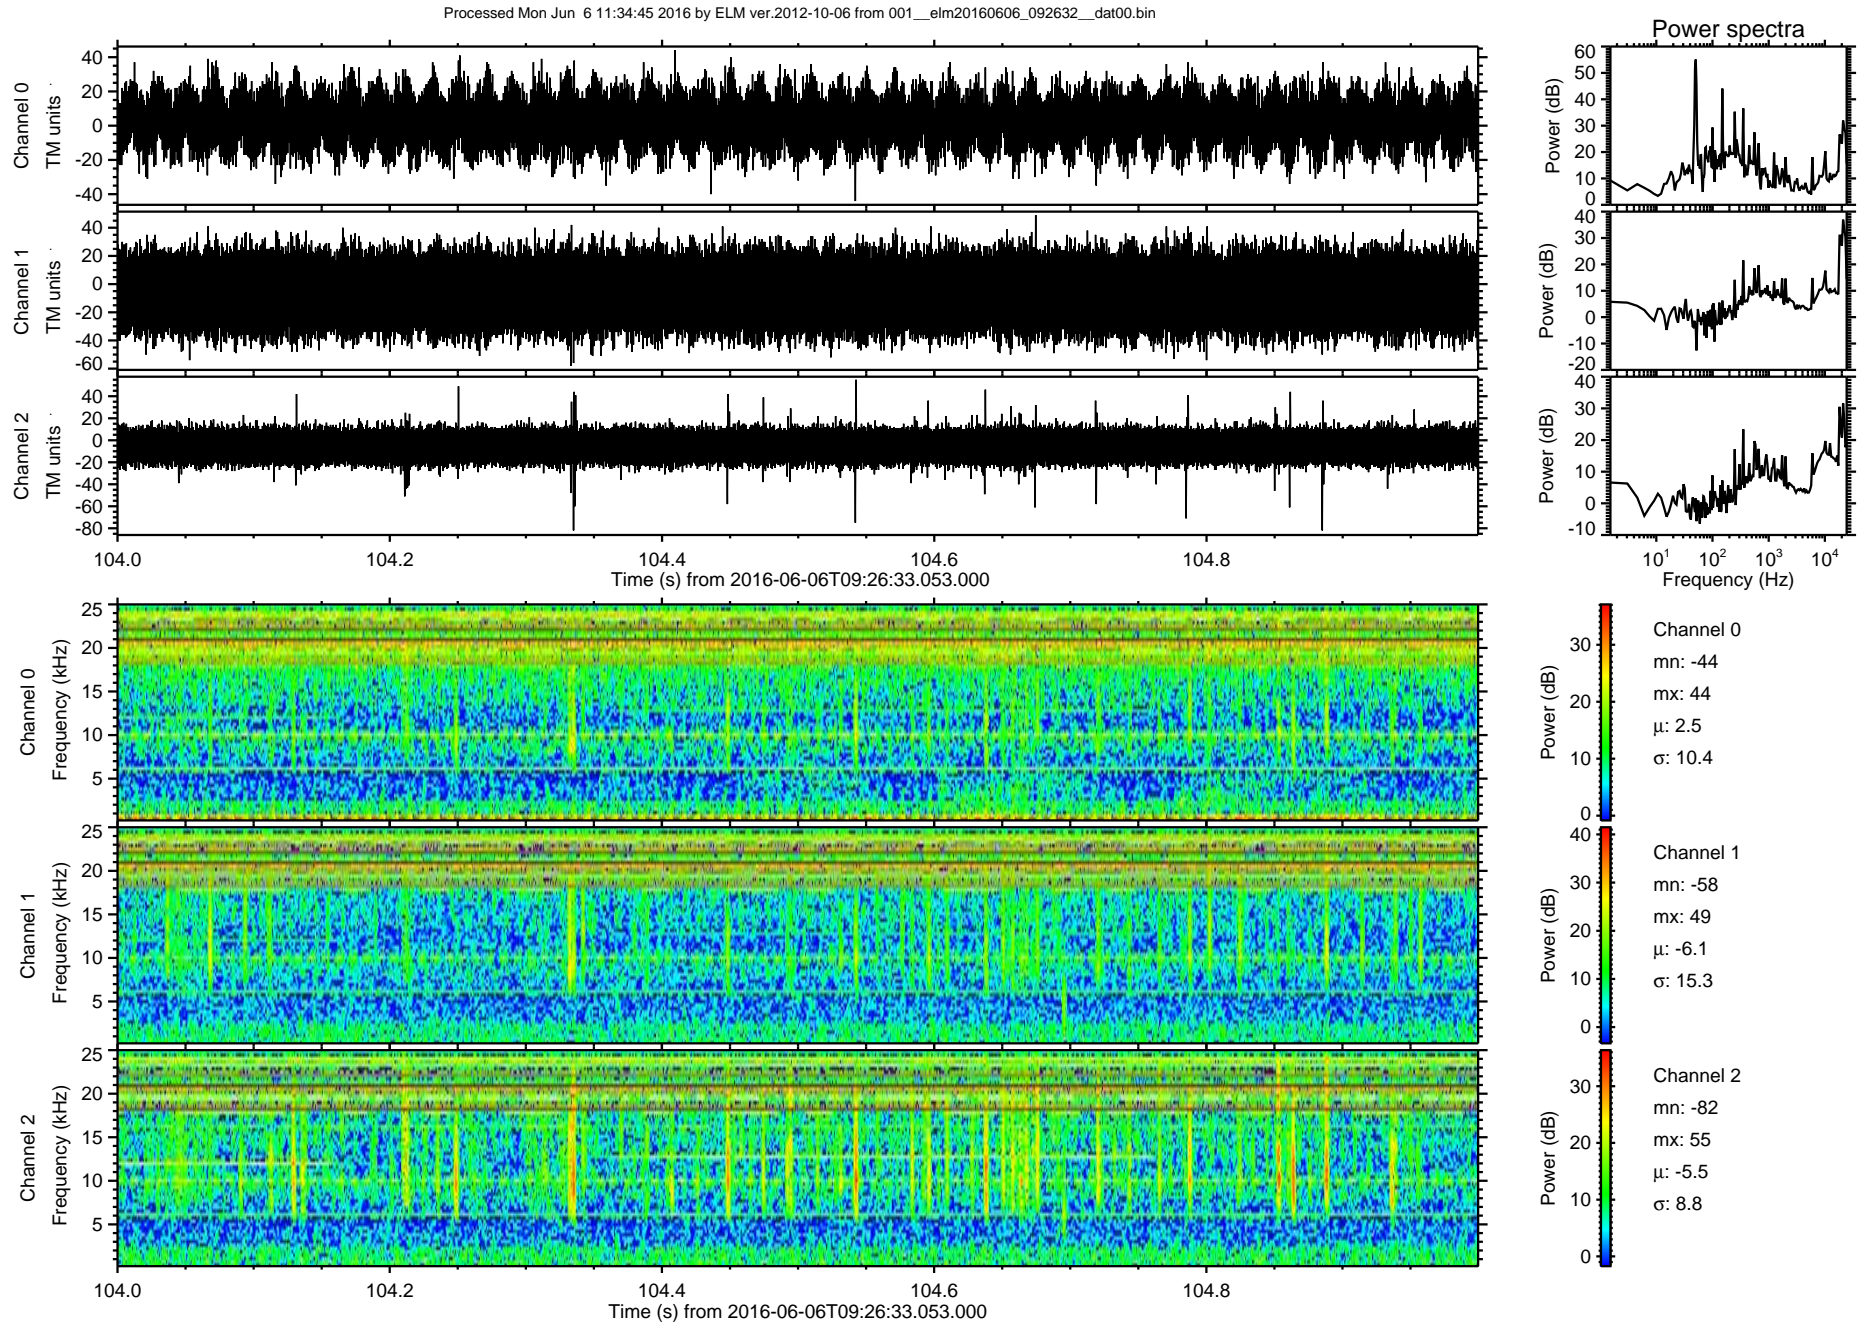 Processed Mon Jun  6 11:34:45 2016 by ELM ver.2012-10-06 from 001__elm20160606_092632__dat00.bin
Power spectra
Channel 0
TM units
40
20
0
-20
-40
Power (dB)
60
50
40
30
20
10
0
Channel 1
TM units
40
20
0
-20
-40
-60
Power (dB)
40
30
20
10
0
-10
-20
Channel 2
TM units
40
20
0
-20
-40
-60
-80
Power (dB)
40
30
20
10
0
-10
104.0 104.2 104.4 104.6 104.8
Time (s) from 2016-06-06T09:26:33.053.000
10¹ 10² 10³ 10⁴
Frequency (Hz)
Channel 0
Frequency (kHz)
25
20
15
10
5
Power (dB)
30
20
10
0
Channel 0
mn: -44
mx: 44
μ: 2.5
σ: 10.4
Channel 1
Frequency (kHz)
25
20
15
10
5
Power (dB)
40
30
20
10
0
Channel 1
mn: -58
mx: 49
μ: -6.1
σ: 15.3
Channel 2
Frequency (kHz)
25
20
15
10
5
Power (dB)
30
20
10
0
Channel 2
mn: -82
mx: 55
μ: -5.5
σ: 8.8
104.0 104.2 104.4 104.6 104.8
Time (s) from 2016-06-06T09:26:33.053.000